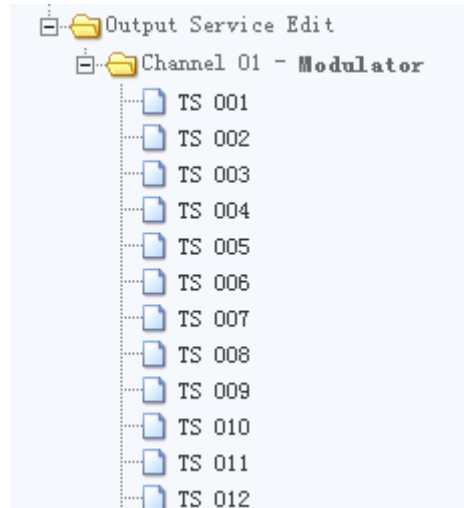 Output Service Edit
Channel 01 - Modulator
TS 001
TS 002
TS 003
TS 004
TS 005
TS 006
TS 007
TS 008
TS 009
TS 010
TS 011
TS 012